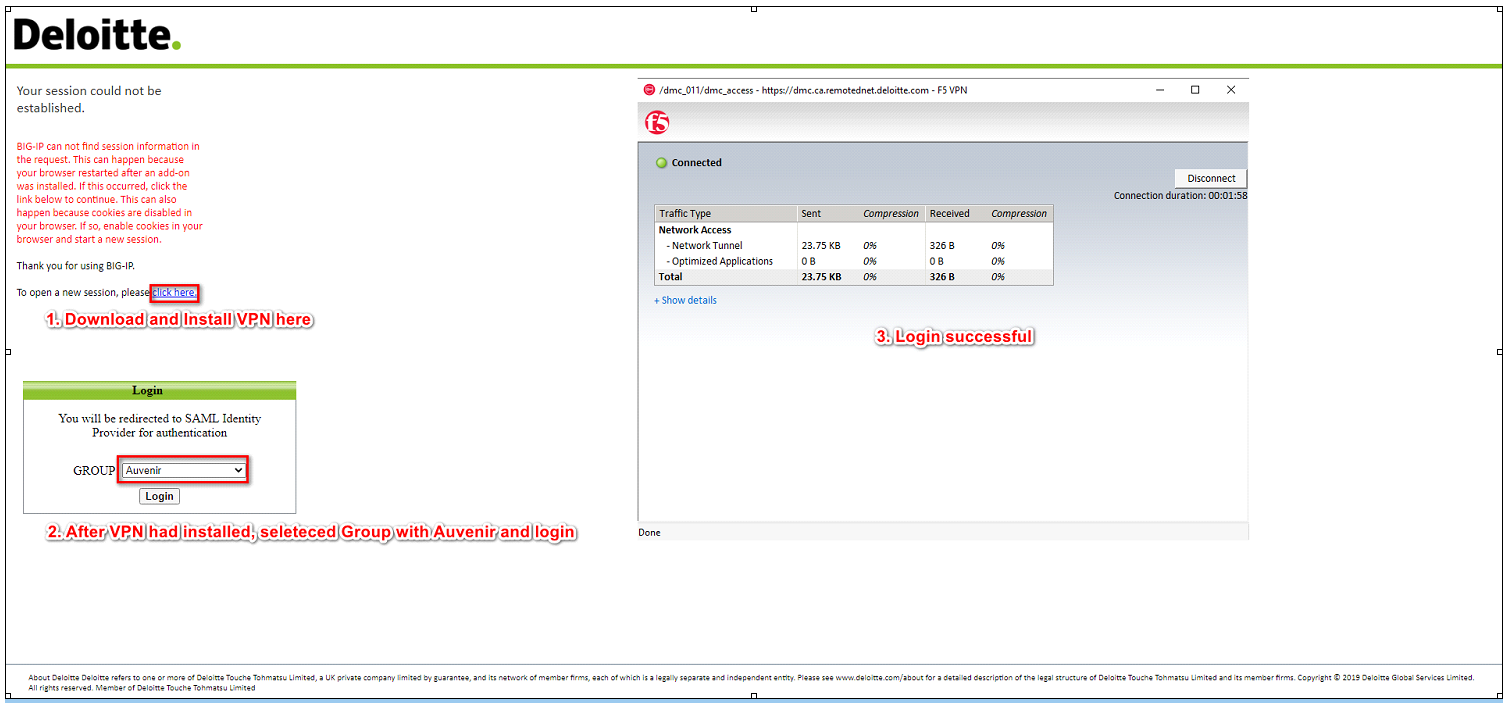 Deloitte.
Your session could not be
established.
BIG-IP can not find session information in
the request. This can happen because
your browser restarted after an add-on
was installed. If this occurred, click the
link below to continue. This can also
happen because cookies are disabled in
your browser. If so, enable cookies in your
browser and start a new session.
Thank you for using BIG-IP.
To open a new session, please click here.
1. Download and Install VPN here
Login
You will be redirected to SAML Identity
Provider for authentication
GROUP Auvenir
Login
2. After VPN had installed, seleteced Group with Auvenir and login
/dmc_011/dmc_access - https://dmc.ca.remotednet.deloitte.com - F5 VPN
f5
Connected
Disconnect
Connection duration: 00:01:58
Traffic Type Sent Compression Received Compression
Network Access
- Network Tunnel 23.75 KB 0% 326 B 0%
- Optimized Applications 0 B 0% 0 B 0%
Total 23.75 KB 0% 326 B 0%
+ Show details
3. Login successful
Done
About Deloitte Deloitte refers to one or more of Deloitte Touche Tohmatsu Limited, a UK private company limited by guarantee, and its network of member firms, each of which is a legally separate and independent entity. Please see www.deloitte.com/about for a detailed description of the legal structure of Deloitte Touche Tohmatsu Limited and its member firms. Copyright © 2019 Deloitte Global Services Limited.
All rights reserved. Member of Deloitte Touche Tohmatsu Limited